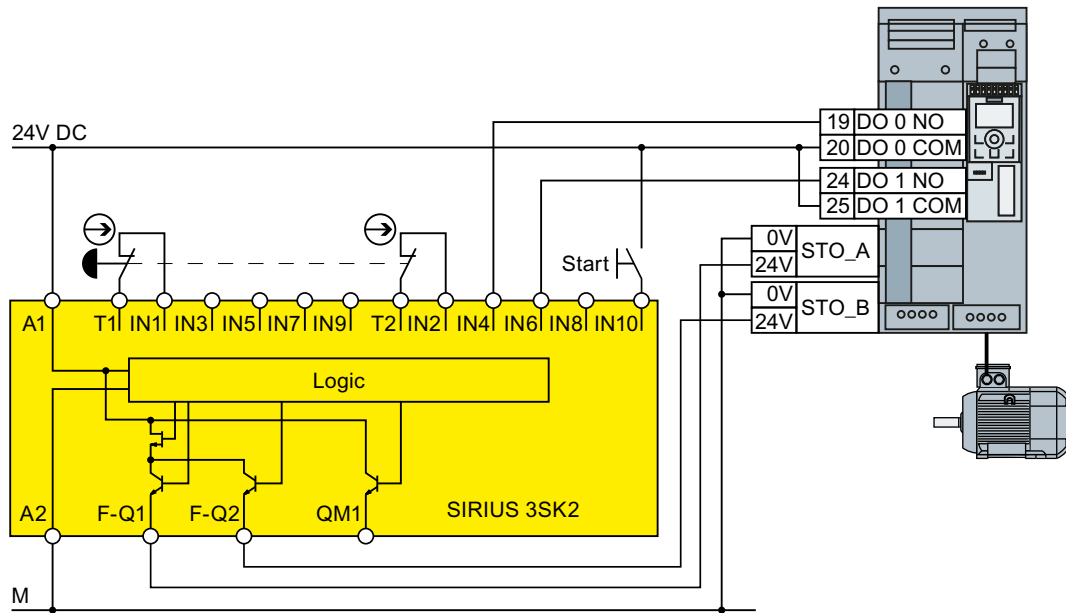 24V DC
19 DO 0 NO
20 DO 0 COM
24 DO 1 NO
25 DO 1 COM
0V
STO_A
24V
0V
STO_B
24V
Start
A1 T1 IN1 IN3 IN5 IN7 IN9 T2 IN2 IN4 IN6 IN8 IN10
Logic
A2 F-Q1 F-Q2 QM1 SIRIUS 3SK2
M